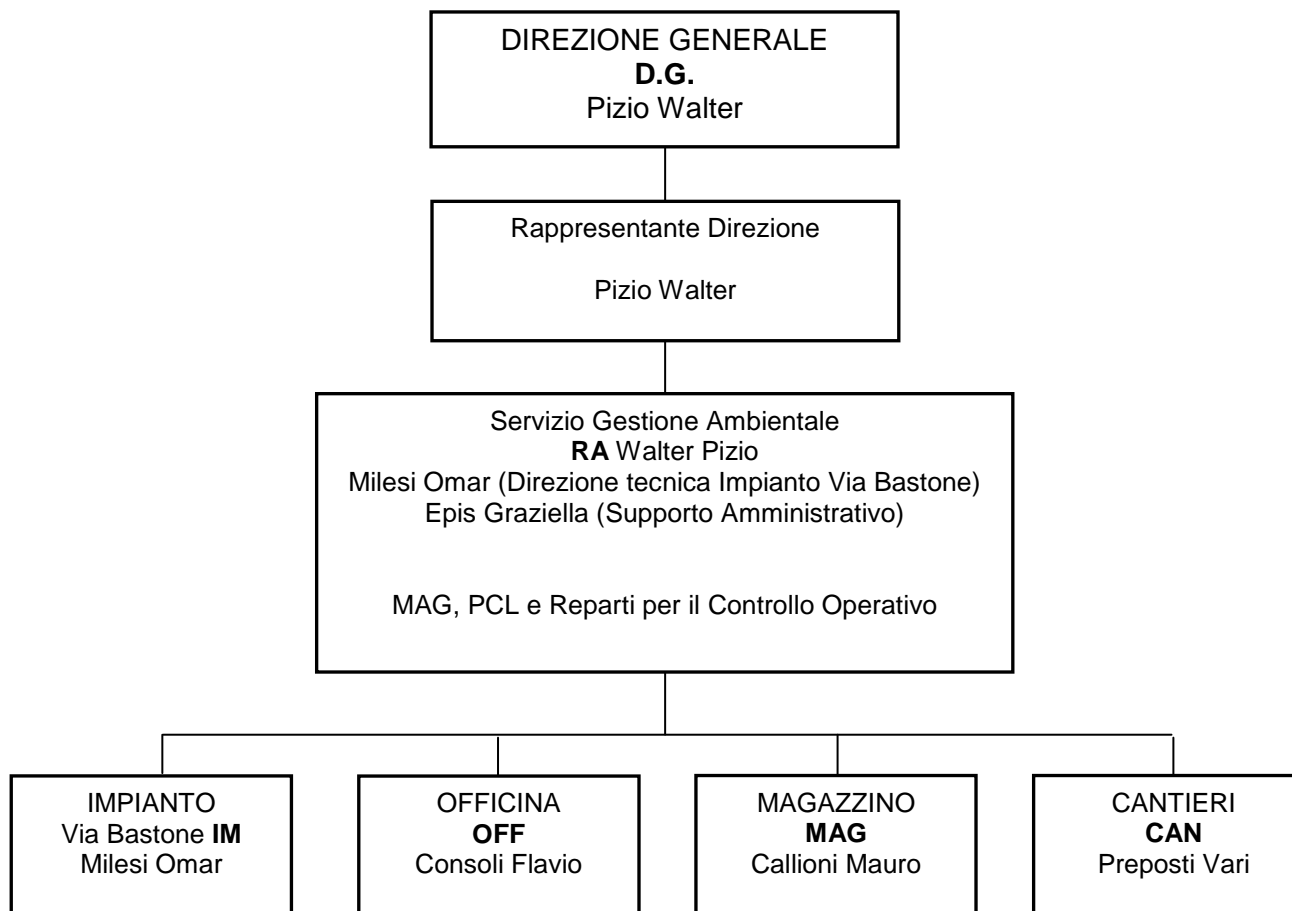 DIREZIONE GENERALE
D.G.
Pizio Walter
Rappresentante Direzione
Pizio Walter
Servizio Gestione Ambientale
RA Walter Pizio
Milesi Omar (Direzione tecnica Impianto Via Bastone)
Epis Graziella (Supporto Amministrativo)
MAG, PCL e Reparti per il Controllo Operativo
IMPIANTO
Via Bastone IM
Milesi Omar
OFFICINA
OFF
Consoli Flavio
MAGAZZINO
MAG
Callioni Mauro
CANTIERI
CAN
Preposti Vari